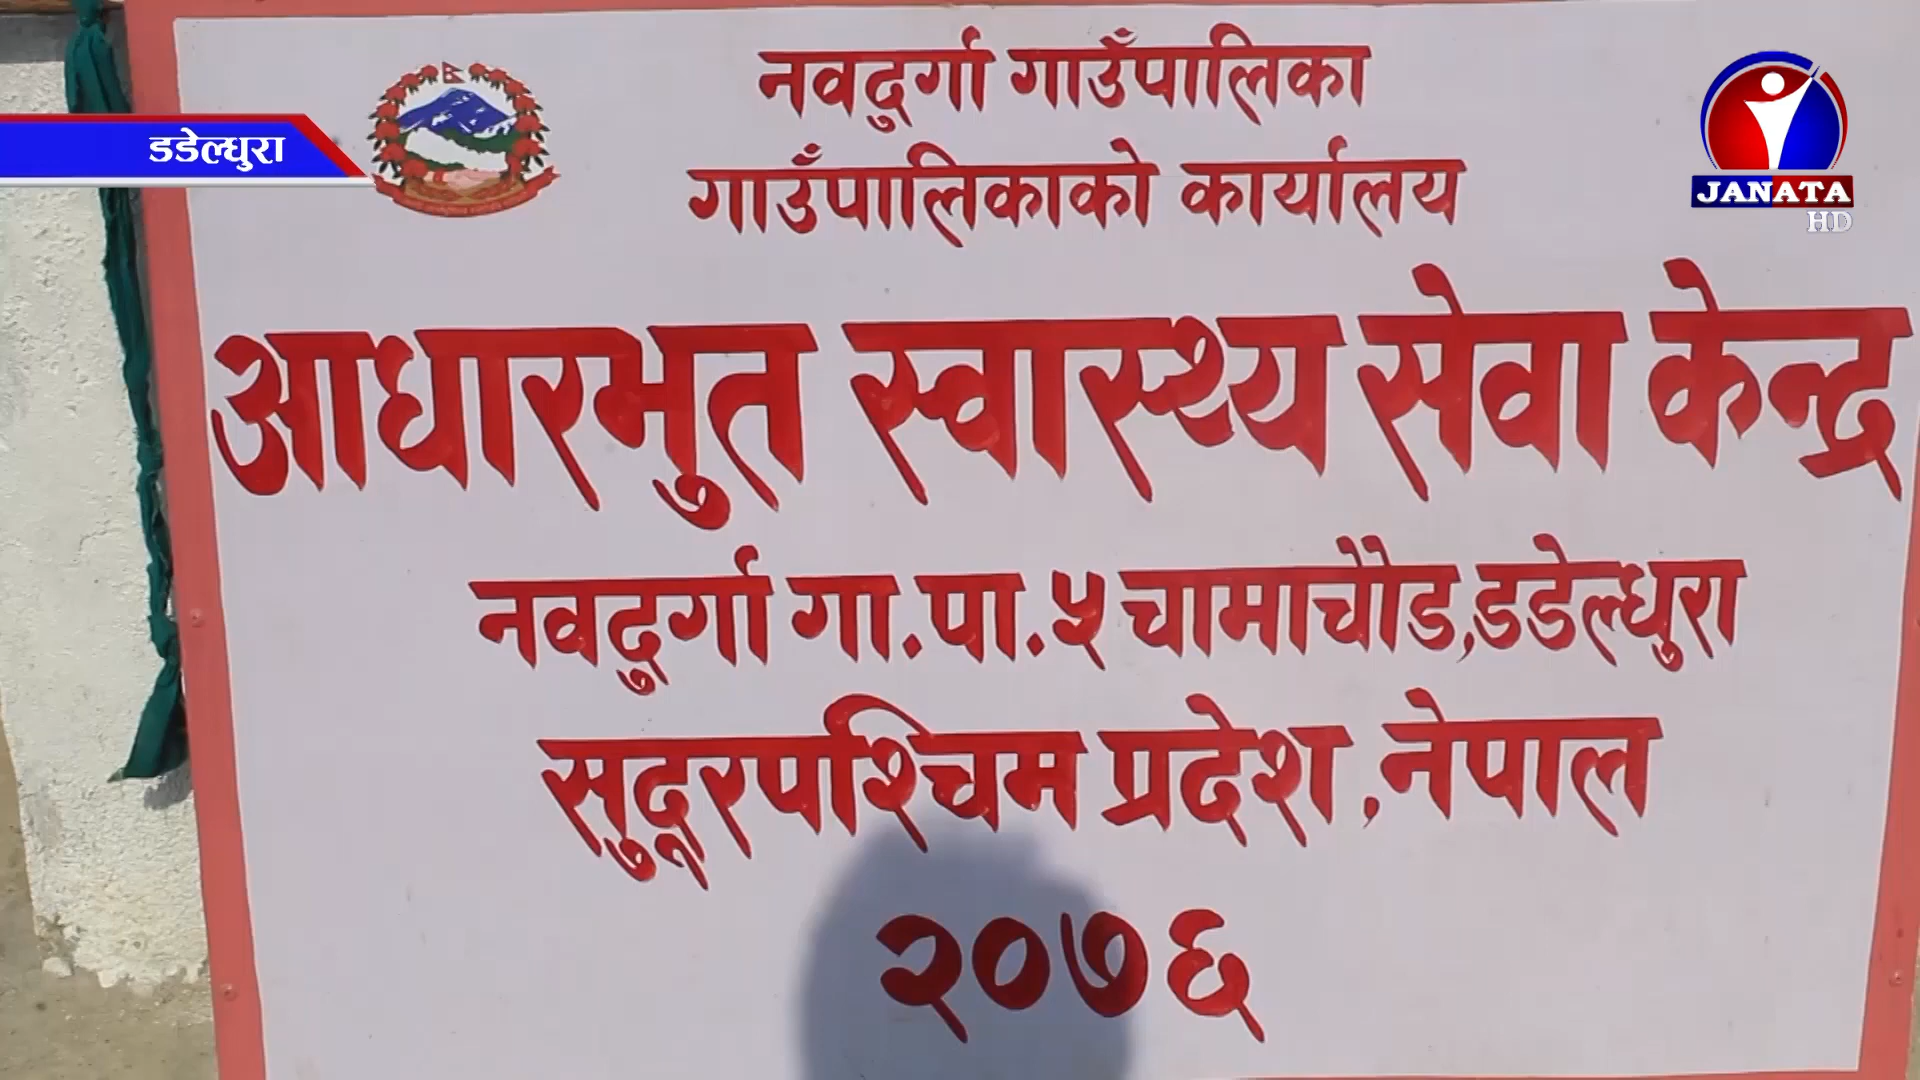 नवदुर्गा गाउँपालिका
गाउँपालिकाको कार्यालय
डडेल्धुरा
JANATA
HD
आधारभुत स्वास्थ्य सेवा केन्द्र
नवदुर्गा गा.पा.५ चामाचौड,डडेल्धुरा
सुदूरपश्चिम प्रदेश,नेपाल
२०७६